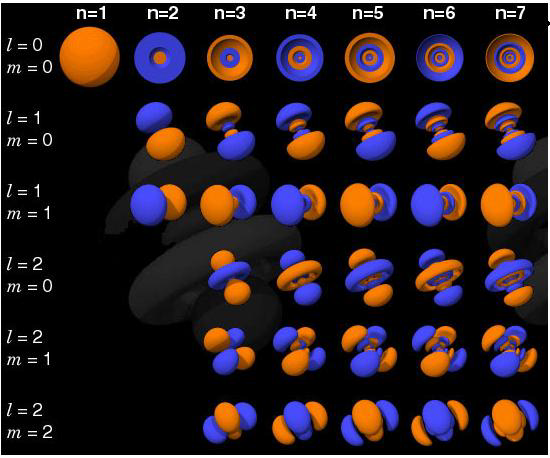 n=1 n=2 n=3 n=4 n=5 n=6 n=7
l = 0
m = 0
l = 1
m = 0
l = 1
m = 1
l = 2
m = 0
l = 2
m = 1
l = 2
m = 2